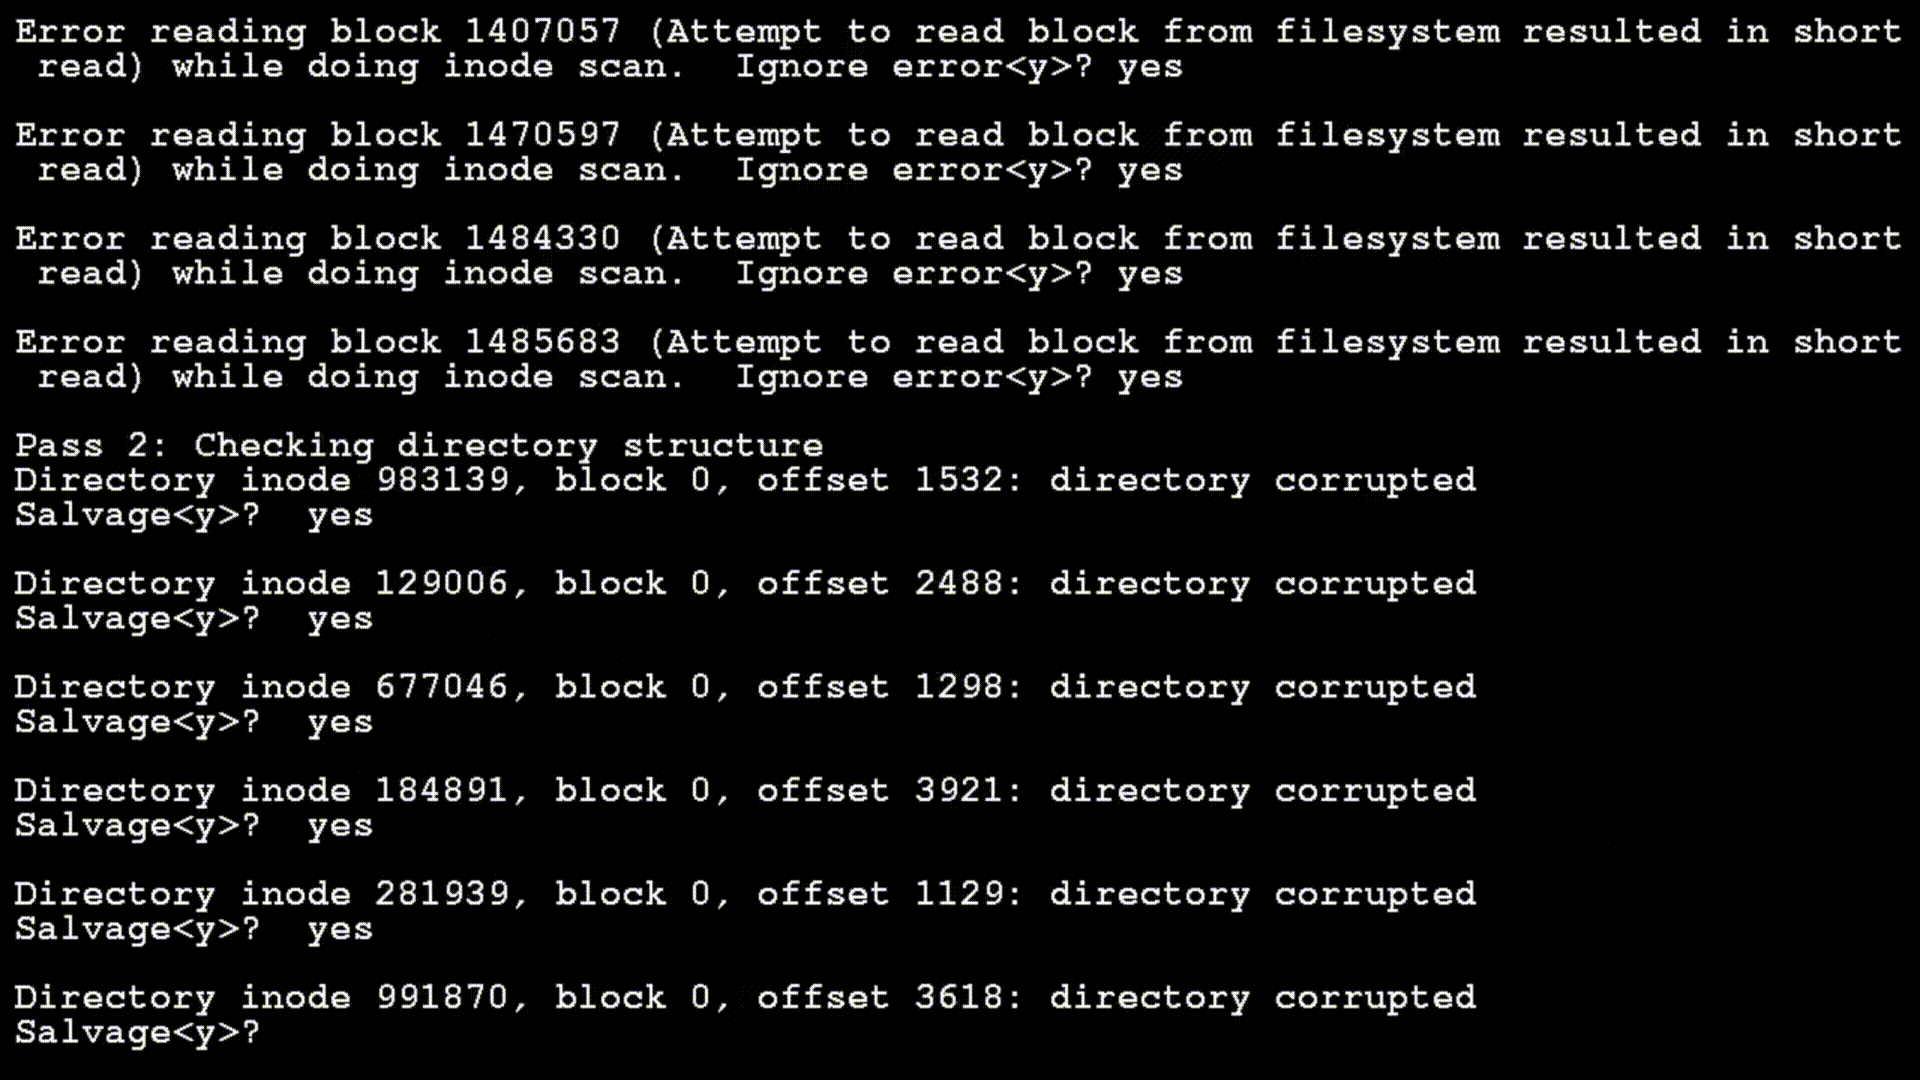 Error reading block 1407057 (Attempt to read block from filesystem resulted in short
 read) while doing inode scan.  Ignore error<y>? yes

Error reading block 1470597 (Attempt to read block from filesystem resulted in short
 read) while doing inode scan.  Ignore error<y>? yes

Error reading block 1484330 (Attempt to read block from filesystem resulted in short
 read) while doing inode scan.  Ignore error<y>? yes

Error reading block 1485683 (Attempt to read block from filesystem resulted in short
 read) while doing inode scan.  Ignore error<y>? yes

Pass 2: Checking directory structure
Directory inode 983139, block 0, offset 1532: directory corrupted
Salvage<y>?  yes

Directory inode 129006, block 0, offset 2488: directory corrupted
Salvage<y>?  yes

Directory inode 677046, block 0, offset 1298: directory corrupted
Salvage<y>?  yes

Directory inode 184891, block 0, offset 3921: directory corrupted
Salvage<y>?  yes

Directory inode 281939, block 0, offset 1129: directory corrupted
Salvage<y>?  yes

Directory inode 991870, block 0, offset 3618: directory corrupted
Salvage<y>?